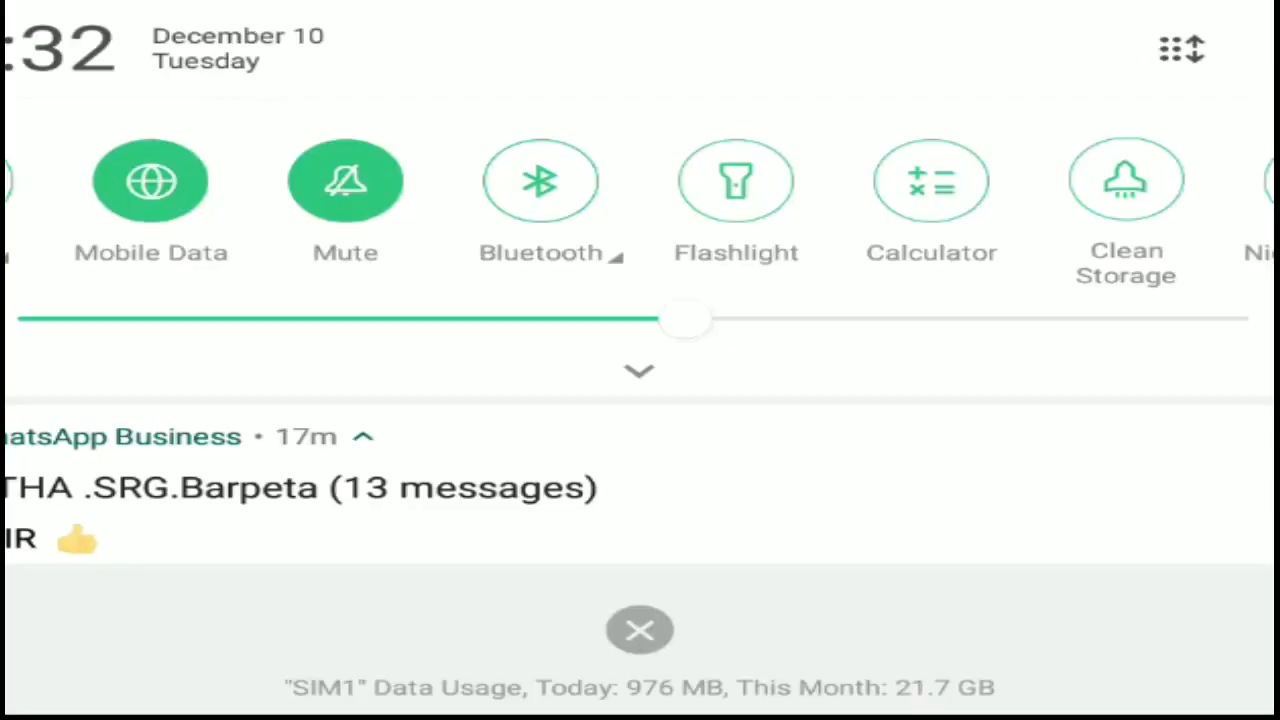 :32
December 10
Tuesday
Mobile Data
Mute
Bluetooth
Flashlight
Calculator
Clean
Storage
atsApp Business • 17m
THA .SRG.Barpeta (13 messages)
IR 👍
"SIM1" Data Usage, Today: 976 MB, This Month: 21.7 GB